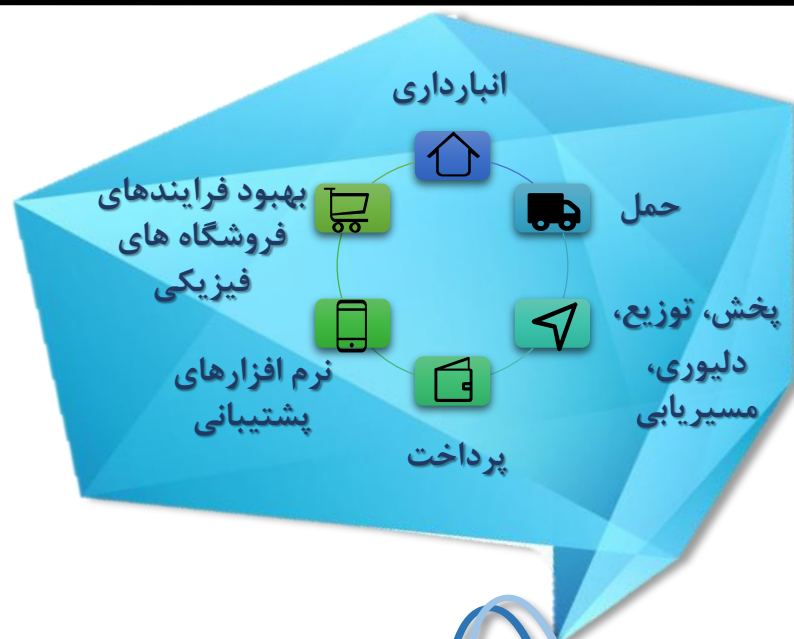 انبارداری
حمل
پخش، توزیع،
دلیوری،
مسیریابی
پرداخت
نرم افزارهای
پشتیبانی
بهبود فرایندهای
فروشگاه های
فیزیکی